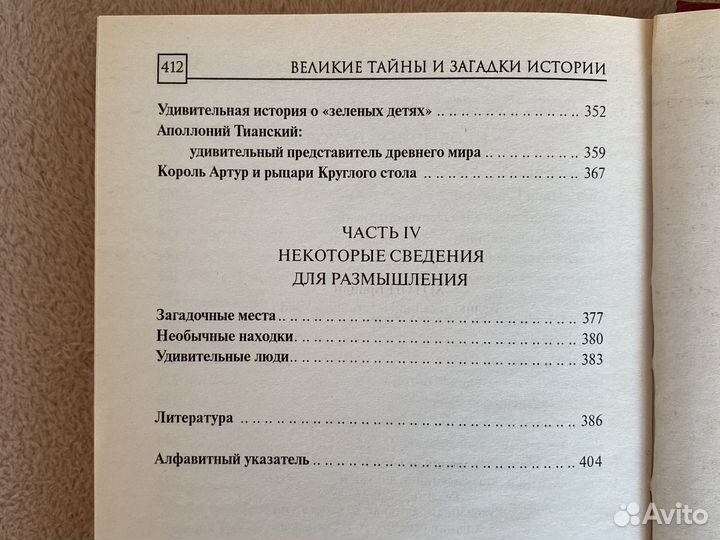 412 ВЕЛИКИЕ ТАЙНЫ И ЗАГАДКИ ИСТОРИИ
Удивительная история о «зеленых детях» .. .. .. .. .. .. .. .. .. .. .. 352
Аполлоний Тианский:
удивительный представитель древнего мира .. .. .. .. .. .. .. 359
Король Артур и рыцари Круглого стола .. .. .. .. .. .. .. .. .. .. .. 367
ЧАСТЬ IV
НЕКОТОРЫЕ СВЕДЕНИЯ
ДЛЯ РАЗМЫШЛЕНИЯ
Загадочные места .. .. .. .. .. .. .. .. .. .. .. .. .. .. .. .. .. .. .. .. .. 377
Необычные находки. .. .. .. .. .. .. .. .. .. .. .. .. .. .. .. .. .. .. .. .. 380
Удивительные люди.. .. .. .. .. .. .. .. .. .. .. .. .. .. .. .. .. .. .. .. .. 383
Литература .. .. .. .. .. .. .. .. .. .. .. .. .. .. .. .. .. .. .. .. .. .. .. .. 386
Алфавитный указатель .. .. .. .. .. .. .. .. .. .. .. .. .. .. .. .. .. .. .. 404
Avito